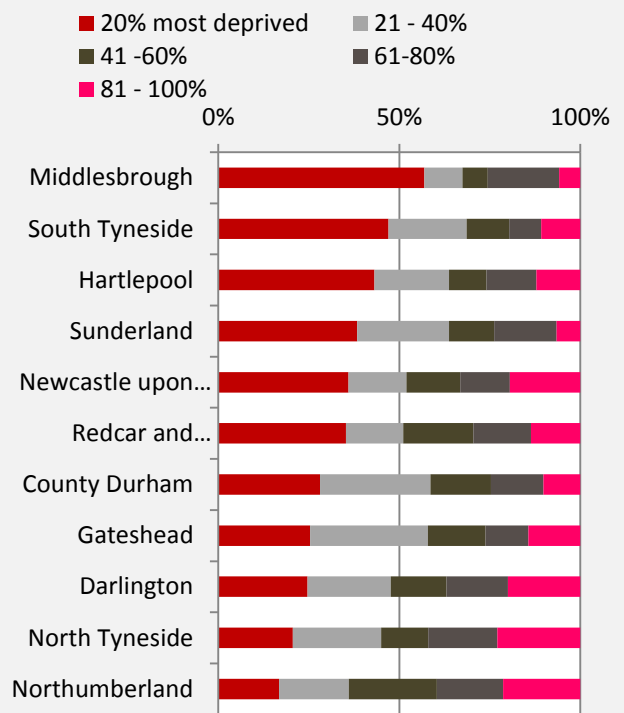 20% most deprived
21 - 40%
41 -60%
61-80%
81 - 100%
0%
50%
100%
Middlesbrough
South Tyneside
Hartlepool
Sunderland
Newcastle upon...
Redcar and...
County Durham
Gateshead
Darlington
North Tyneside
Northumberland